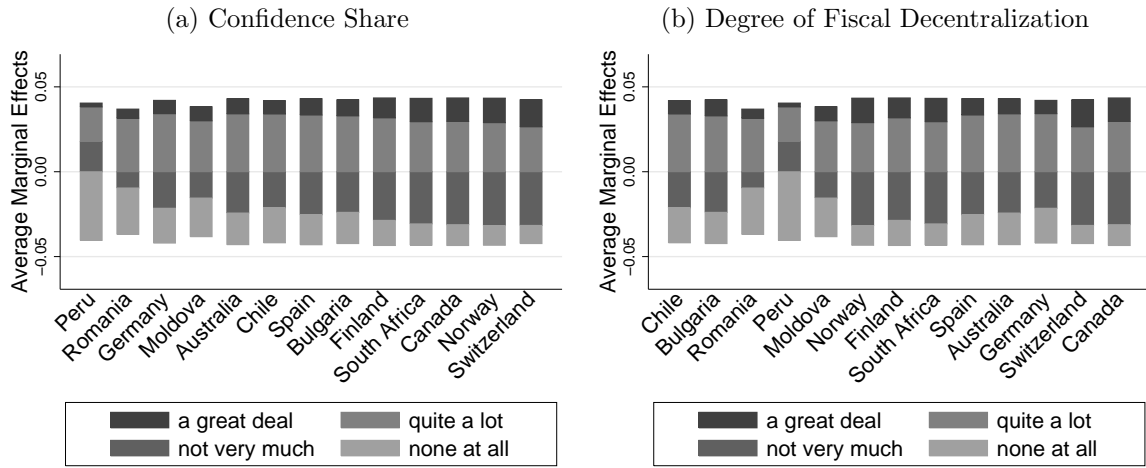 (a) Confidence Share
Average Marginal Effects
0.05
0.00
−0.05
Peru
Romania
Germany
Moldova
Australia
Chile
Spain
Bulgaria
Finland
South Africa
Canada
Norway
Switzerland
a great deal
quite a lot
not very much
none at all
(b) Degree of Fiscal Decentralization
Average Marginal Effects
0.05
0.00
−0.05
Chile
Bulgaria
Romania
Peru
Moldova
Norway
Finland
South Africa
Spain
Australia
Germany
Switzerland
Canada
a great deal
quite a lot
not very much
none at all